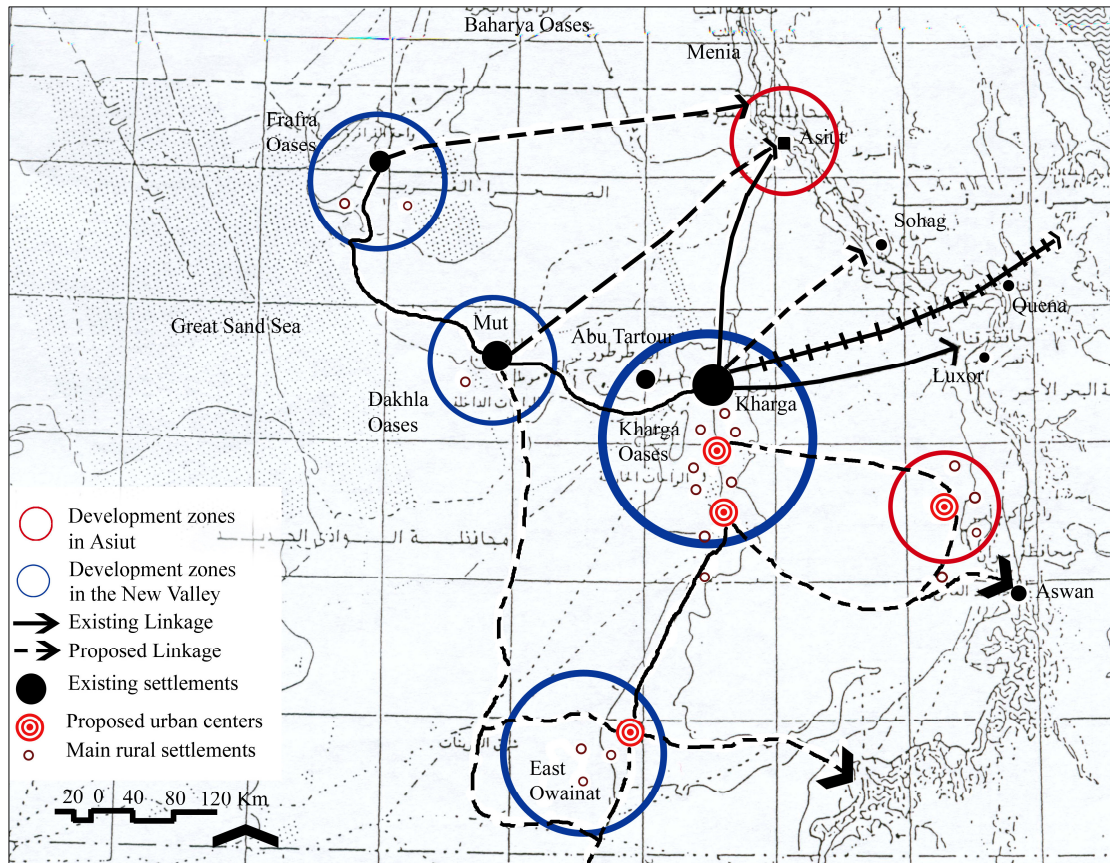 Baharya Oases
Menia
Frafra
Oases
Asiut
الصحراء الغربية
Sohag
Quena
Great Sand Sea
Mut
Abu Tartour
Luxor
Dakhla
Oases
Kharga
Kharga
Oases
Development zones
in Asiut
Development zones
in the New Valley
Existing Linkage
Proposed Linkage
Existing settlements
Proposed urban centers
Main rural settlements
Aswan
East
Owainat
20 0 40 80 120 Km